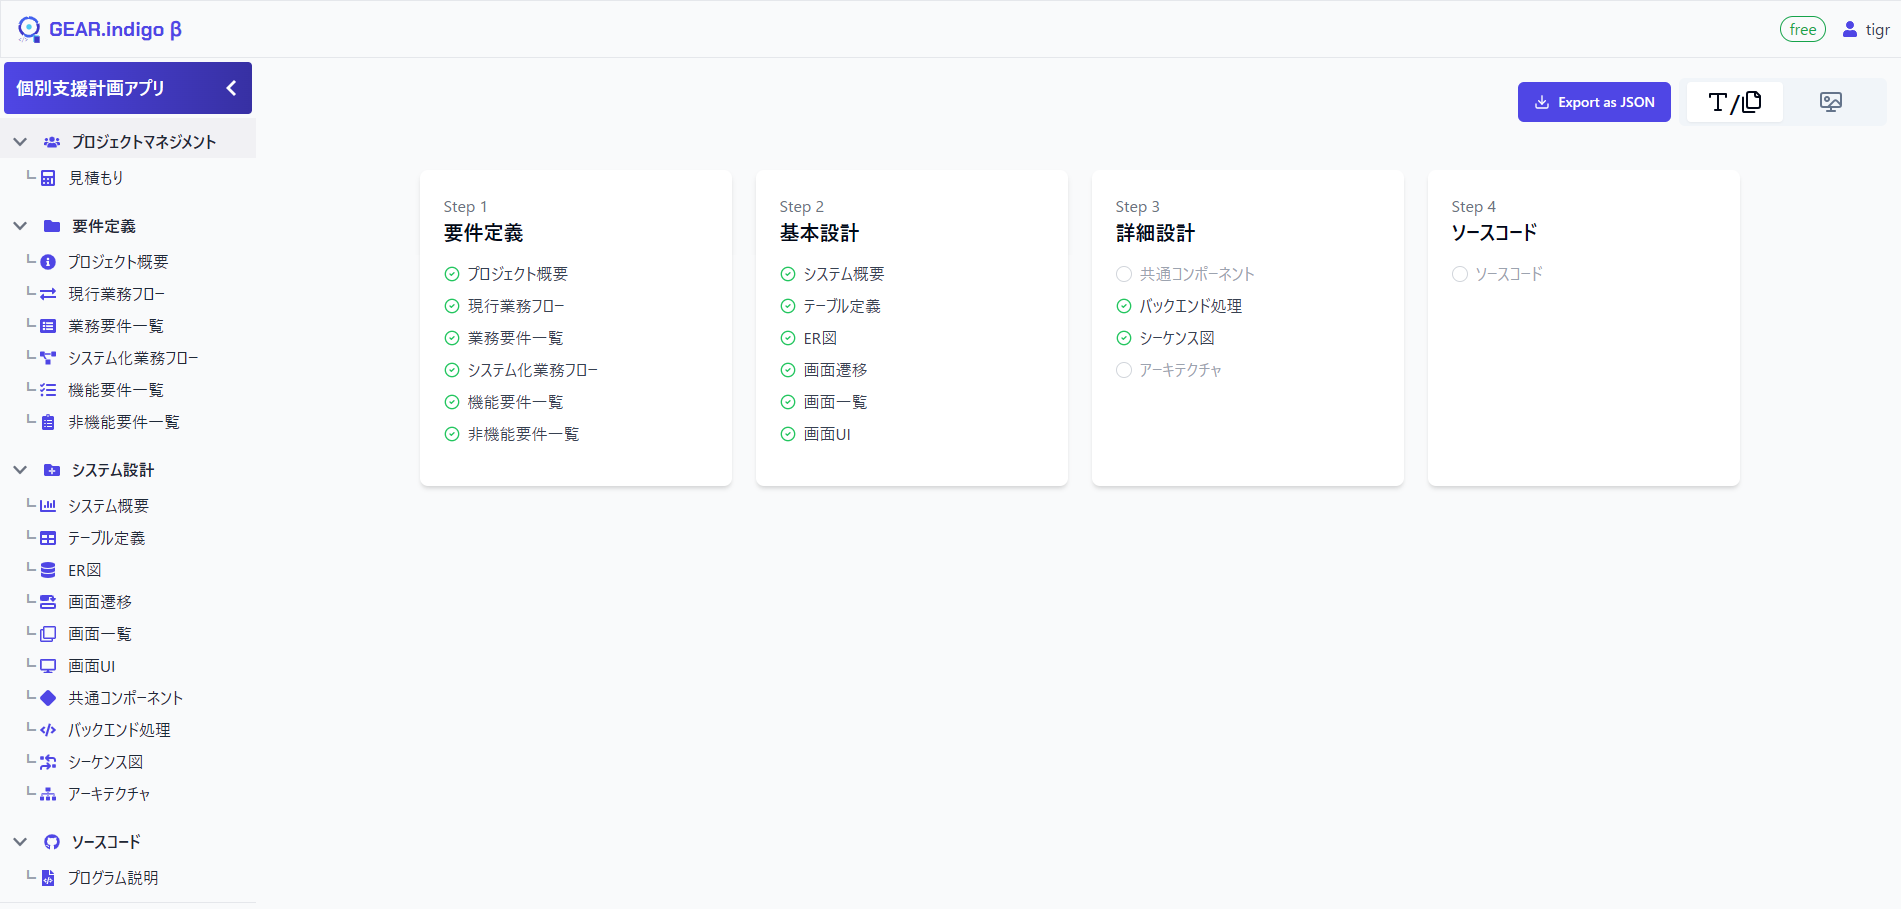 GEAR.indigo β
free
tigr
個別支援計画アプリ
プロジェクトマネジメント
見積もり
要件定義
プロジェクト概要
現行業務フロー
業務要件一覧
システム化業務フロー
機能要件一覧
非機能要件一覧
システム設計
システム概要
テーブル定義
ER図
画面遷移
画面一覧
画面UI
共通コンポーネント
バックエンド処理
シーケンス図
アーキテクチャ
ソースコード
プログラム説明
Export as JSON
T/
Step 1
要件定義
プロジェクト概要
現行業務フロー
業務要件一覧
システム化業務フロー
機能要件一覧
非機能要件一覧
Step 2
基本設計
システム概要
テーブル定義
ER図
画面遷移
画面一覧
画面UI
Step 3
詳細設計
共通コンポーネント
バックエンド処理
シーケンス図
アーキテクチャ
Step 4
ソースコード
ソースコード